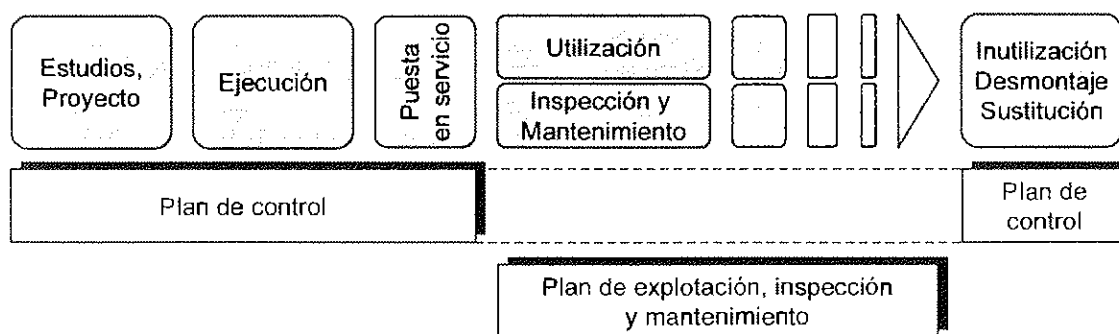 Estudios,
Proyecto
Ejecución
Puesta
en servicio
Utilización
Inspección y
Mantenimiento
Inutilización
Desmontaje
Sustitución
Plan de control
Plan de
control
Plan de explotación, inspección
y mantenimiento